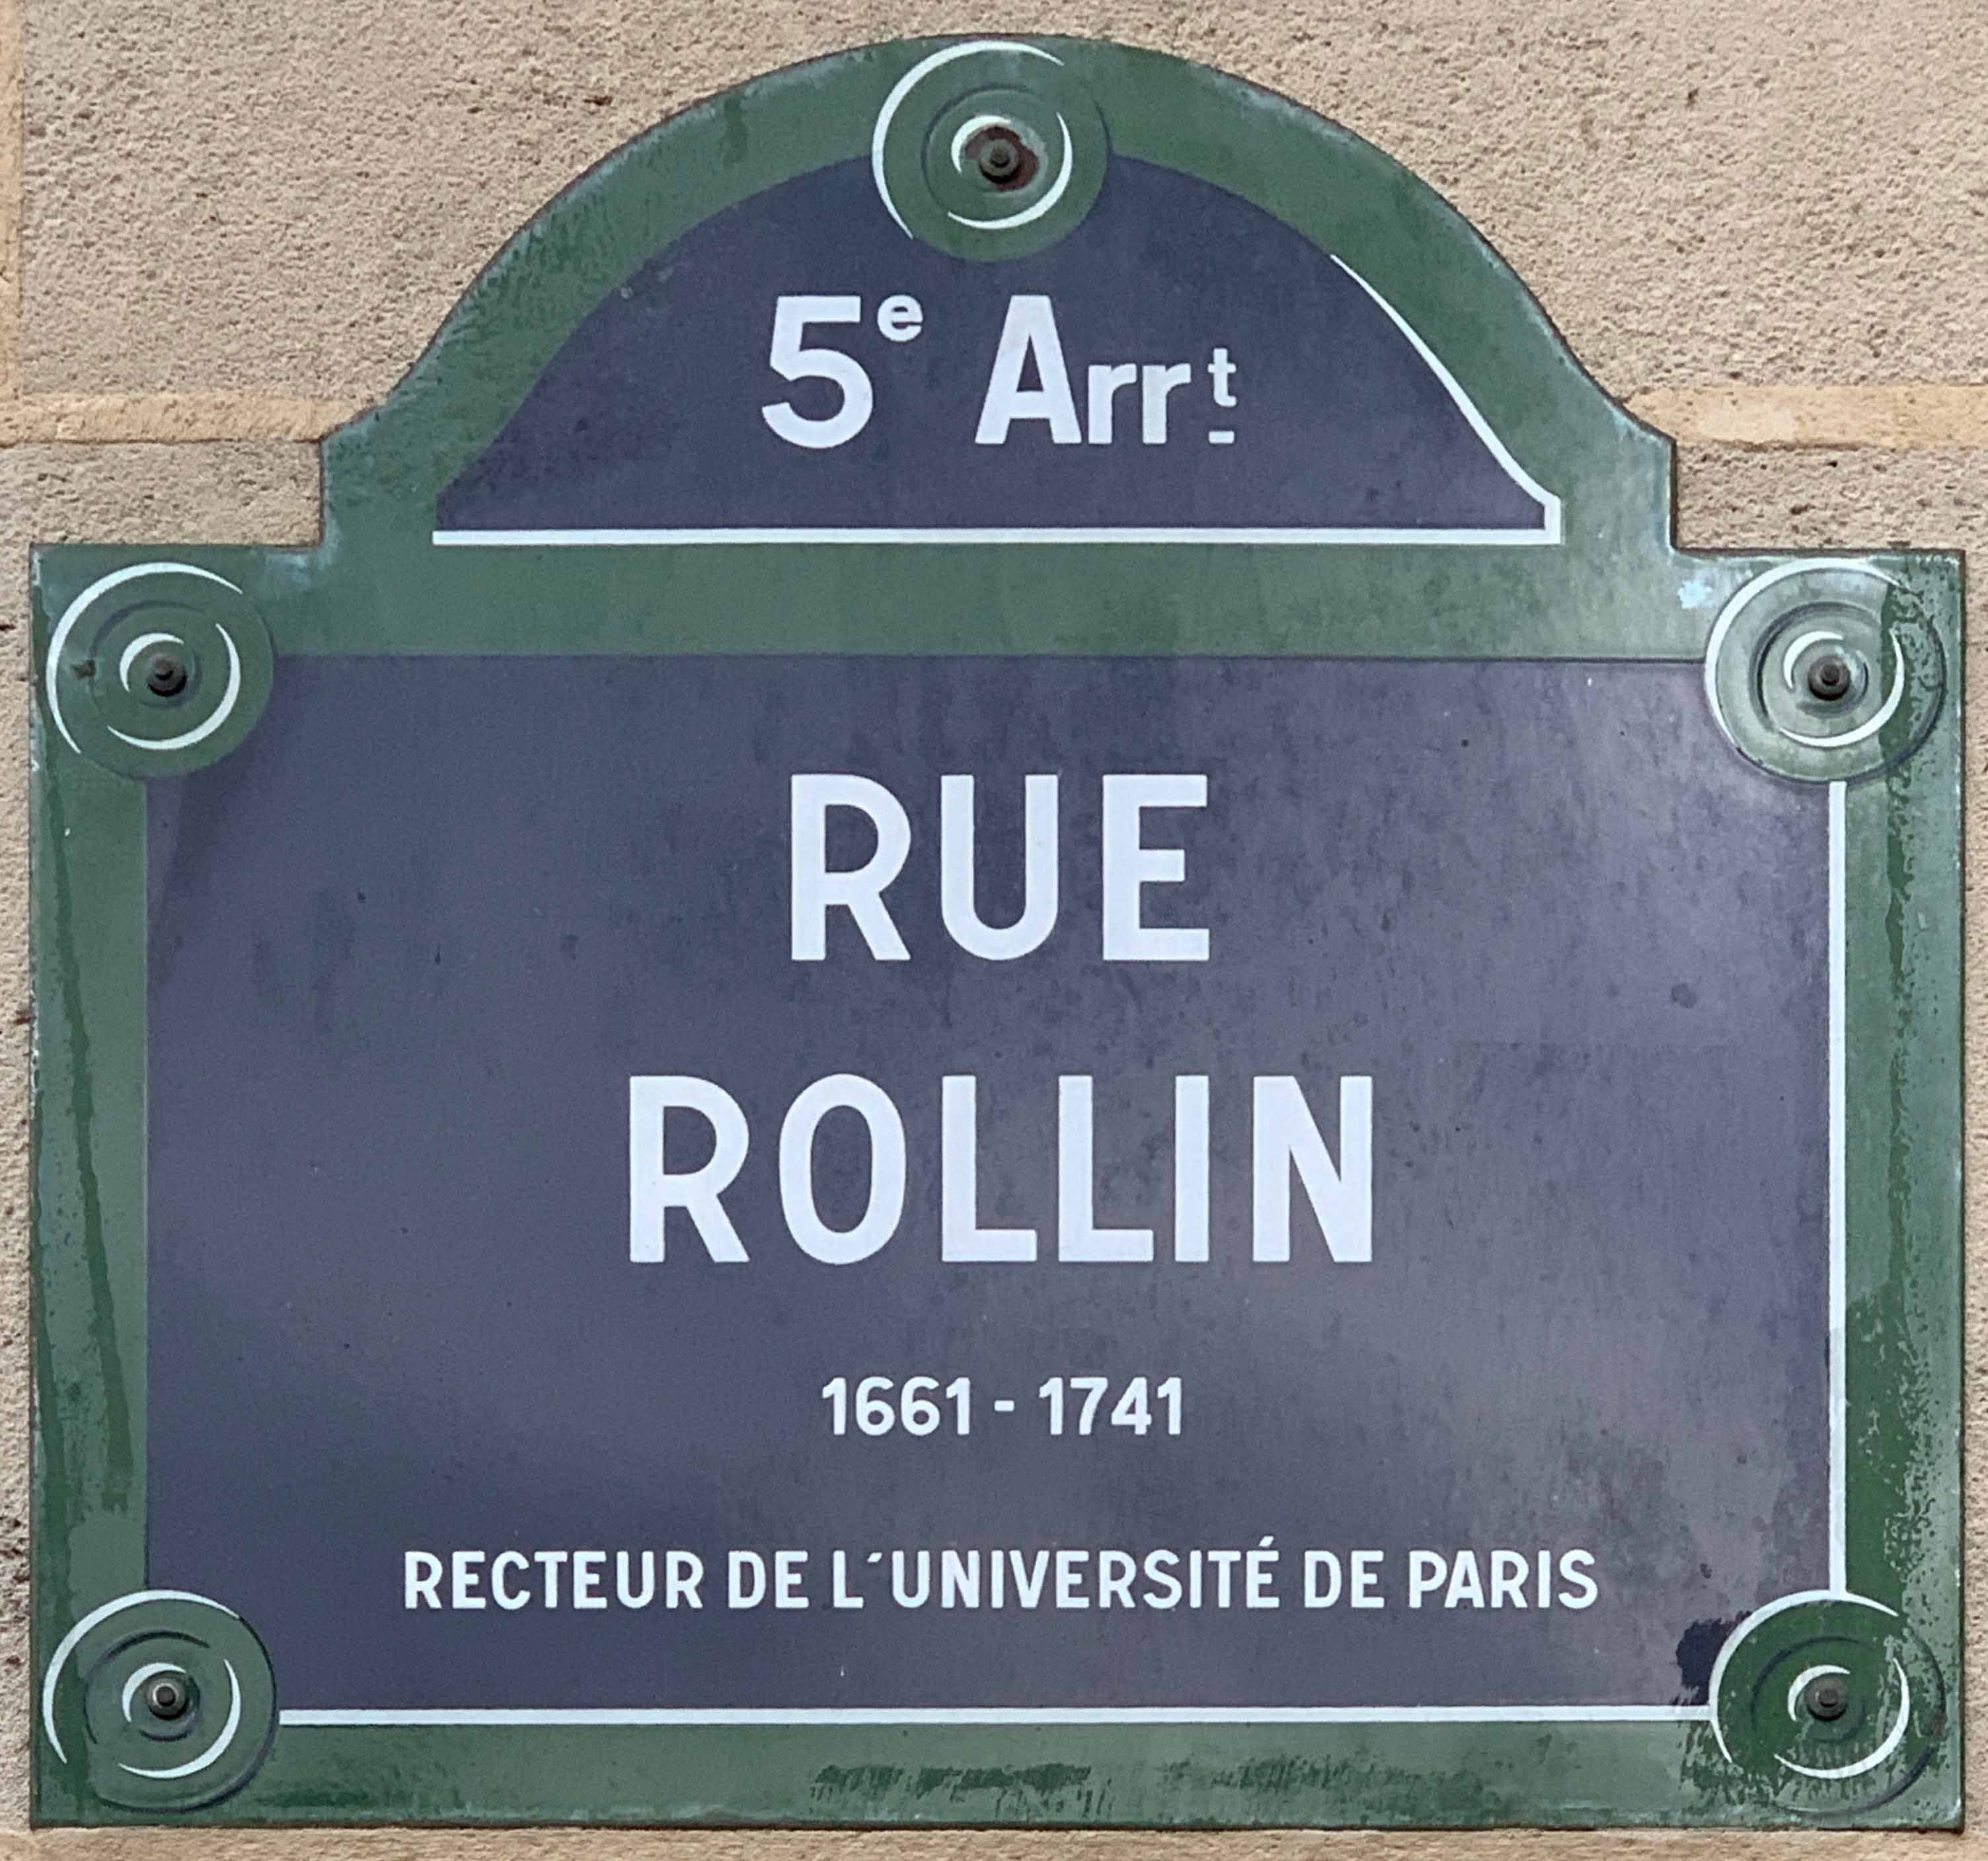 5e Arrt
RUE
ROLLIN
1661 - 1741
RECTEUR DE L´UNIVERSITÉ DE PARIS